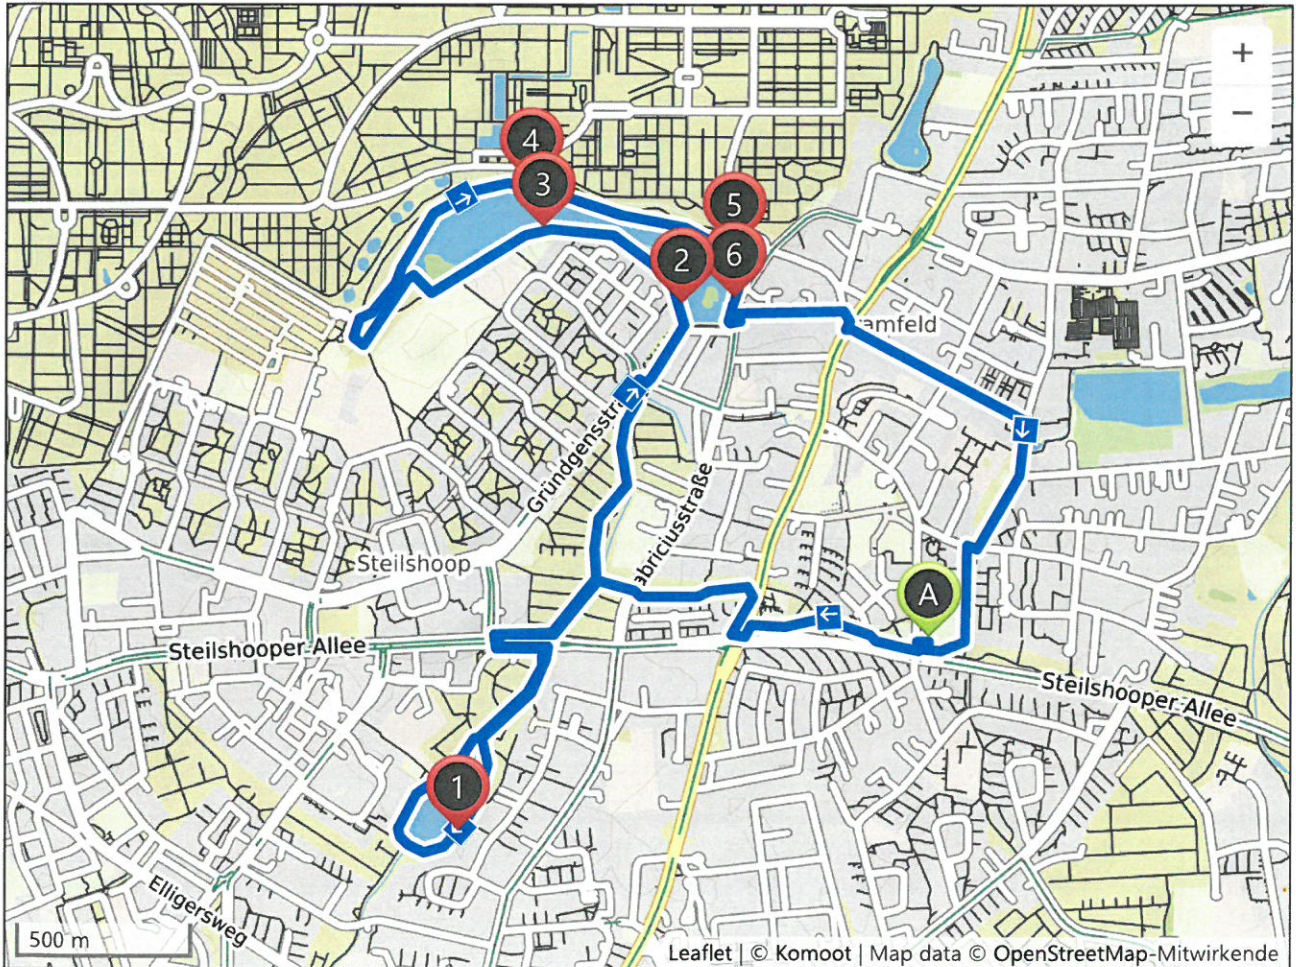 +
−
4
3
5
2
6
amfeld
Gründgensstr
abriciusstraße
Steilshoop
A
Steilshooper Allee
Steilshooper Allee
1
Elligersweg
500 m
Leaflet | © Komoot | Map data © OpenStreetMap-Mitwirkende